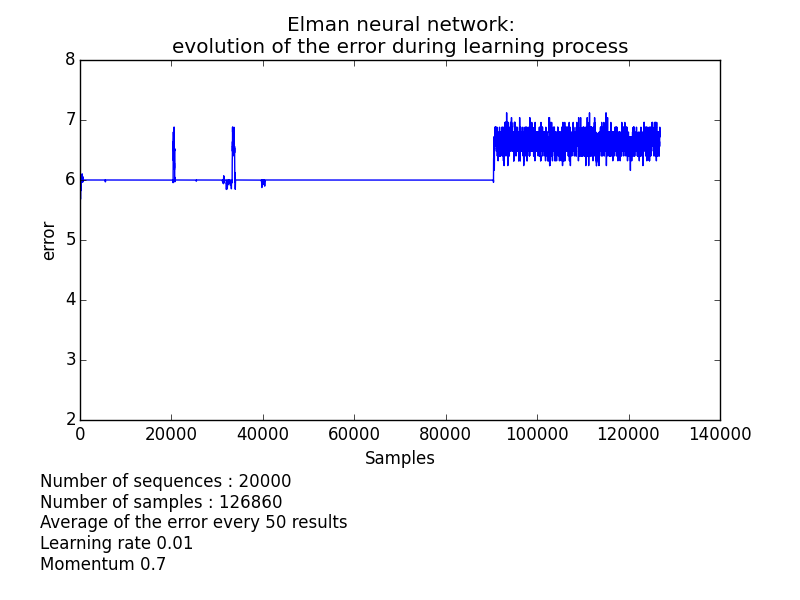 Elman neural network:
evolution of the error during learning process
8
7
6
5
4
3
2
error
0 20000 40000 60000 80000 100000 120000 140000
Samples
Number of sequences : 20000
Number of samples : 126860
Average of the error every 50 results
Learning rate 0.01
Momentum 0.7